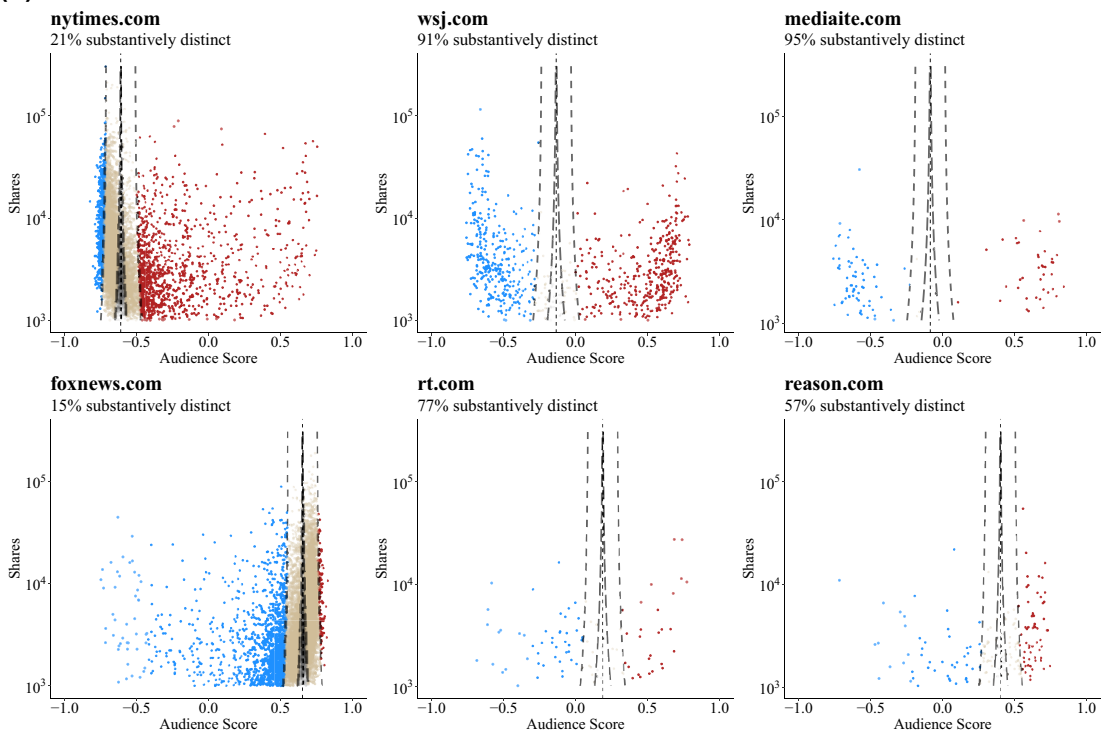 nytimes.com
21% substantively distinct
10⁵
10⁴
10³
Shares
−1.0 −0.5 0.0 0.5 1.0
Audience Score
wsj.com
91% substantively distinct
10⁵
10⁴
10³
Shares
−1.0 −0.5 0.0 0.5 1.0
Audience Score
mediaite.com
95% substantively distinct
10⁵
10⁴
10³
Shares
−1.0 −0.5 0.0 0.5 1.0
Audience Score
foxnews.com
15% substantively distinct
10⁵
10⁴
10³
Shares
−1.0 −0.5 0.0 0.5 1.0
Audience Score
rt.com
77% substantively distinct
10⁵
10⁴
10³
Shares
−1.0 −0.5 0.0 0.5 1.0
Audience Score
reason.com
57% substantively distinct
10⁵
10⁴
10³
Shares
−1.0 −0.5 0.0 0.5 1.0
Audience Score